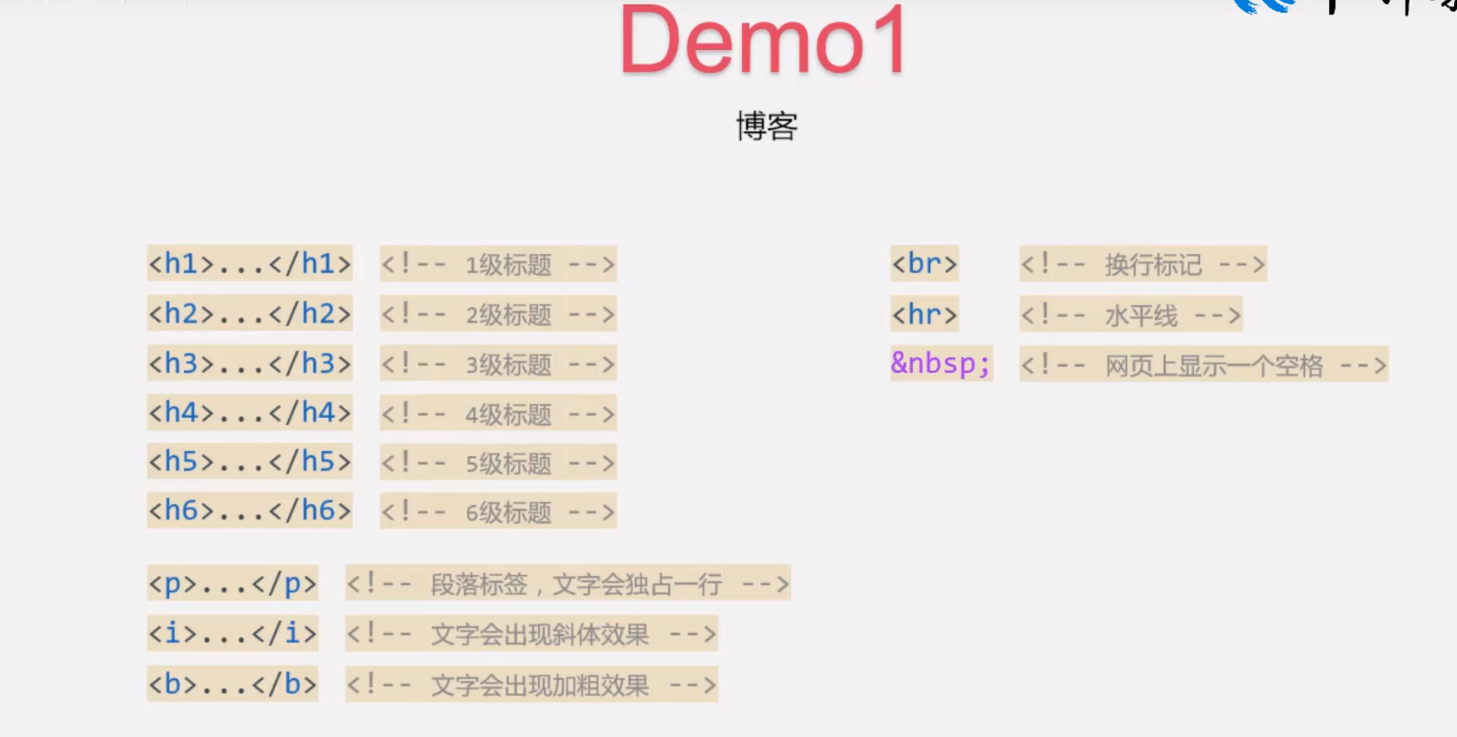 Demo1
博客
<h1>...</h1> <!-- 1级标题 -->
<h2>...</h2> <!-- 2级标题 -->
<h3>...</h3> <!-- 3级标题 -->
<h4>...</h4> <!-- 4级标题 -->
<h5>...</h5> <!-- 5级标题 -->
<h6>...</h6> <!-- 6级标题 -->
<p>...</p> <!-- 段落标签，文字会独占一行 -->
<i>...</i> <!-- 文字会出现斜体效果 -->
<b>...</b> <!-- 文字会出现加粗效果 -->
<br> <!-- 换行标记 -->
<hr> <!-- 水平线 -->
&nbsp; <!-- 网页上显示一个空格 -->